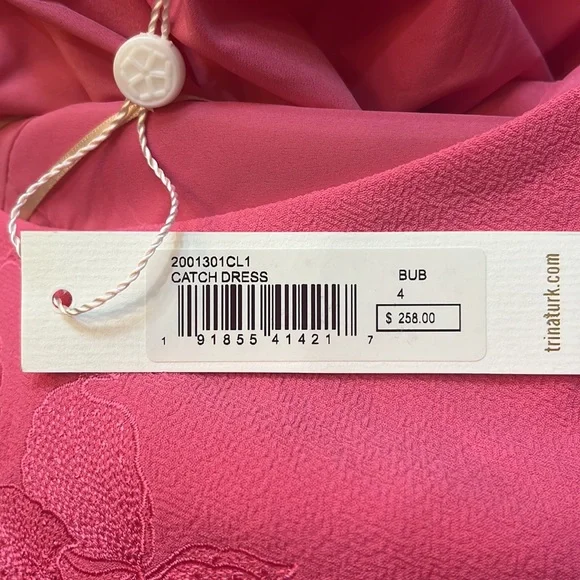 2001301CL1
CATCH DRESS
BUB
4
$ 258.00
1 91855 41421 7
trinaturk.com